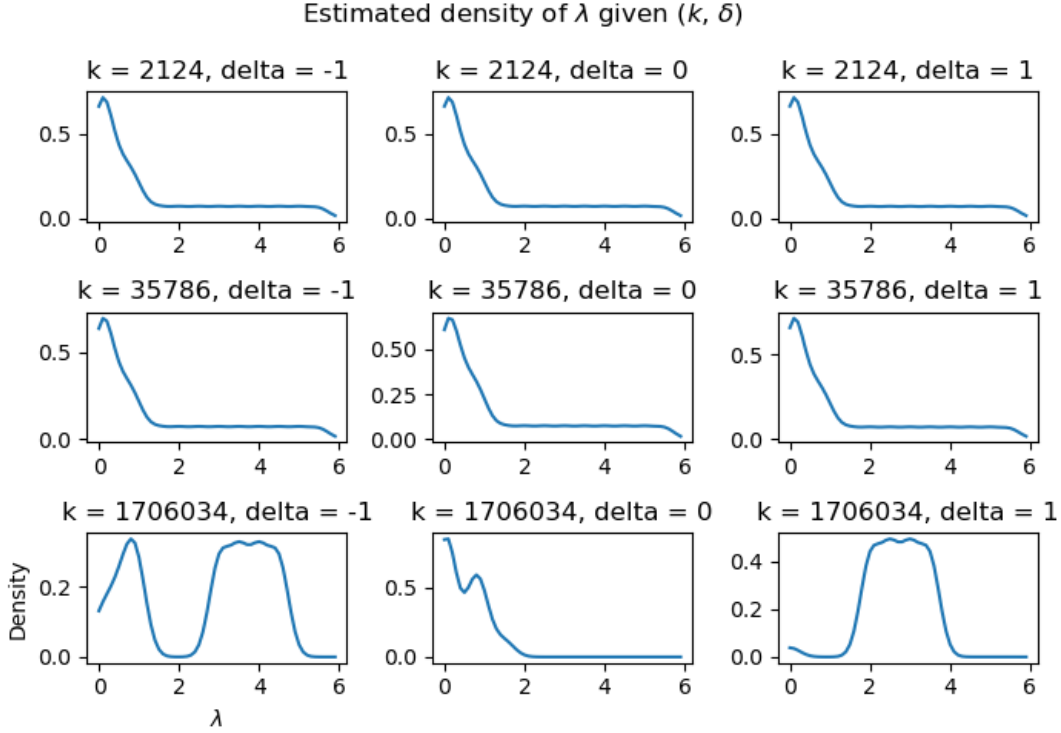 Estimated density of λ given (k, δ)
k = 2124, delta = -1
k = 2124, delta = 0
k = 2124, delta = 1
0.5
0.0
0 2 4 6
0.5
0.0
0 2 4 6
0.5
0.0
0 2 4 6
k = 35786, delta = -1
k = 35786, delta = 0
k = 35786, delta = 1
0.5
0.0
0 2 4 6
0.50
0.25
0.00
0 2 4 6
0.5
0.0
0 2 4 6
k = 1706034, delta = -1
k = 1706034, delta = 0
k = 1706034, delta = 1
Density
0.2
0.0
0 2 4 6
λ
0.5
0.0
0 2 4 6
0.4
0.2
0.0
0 2 4 6